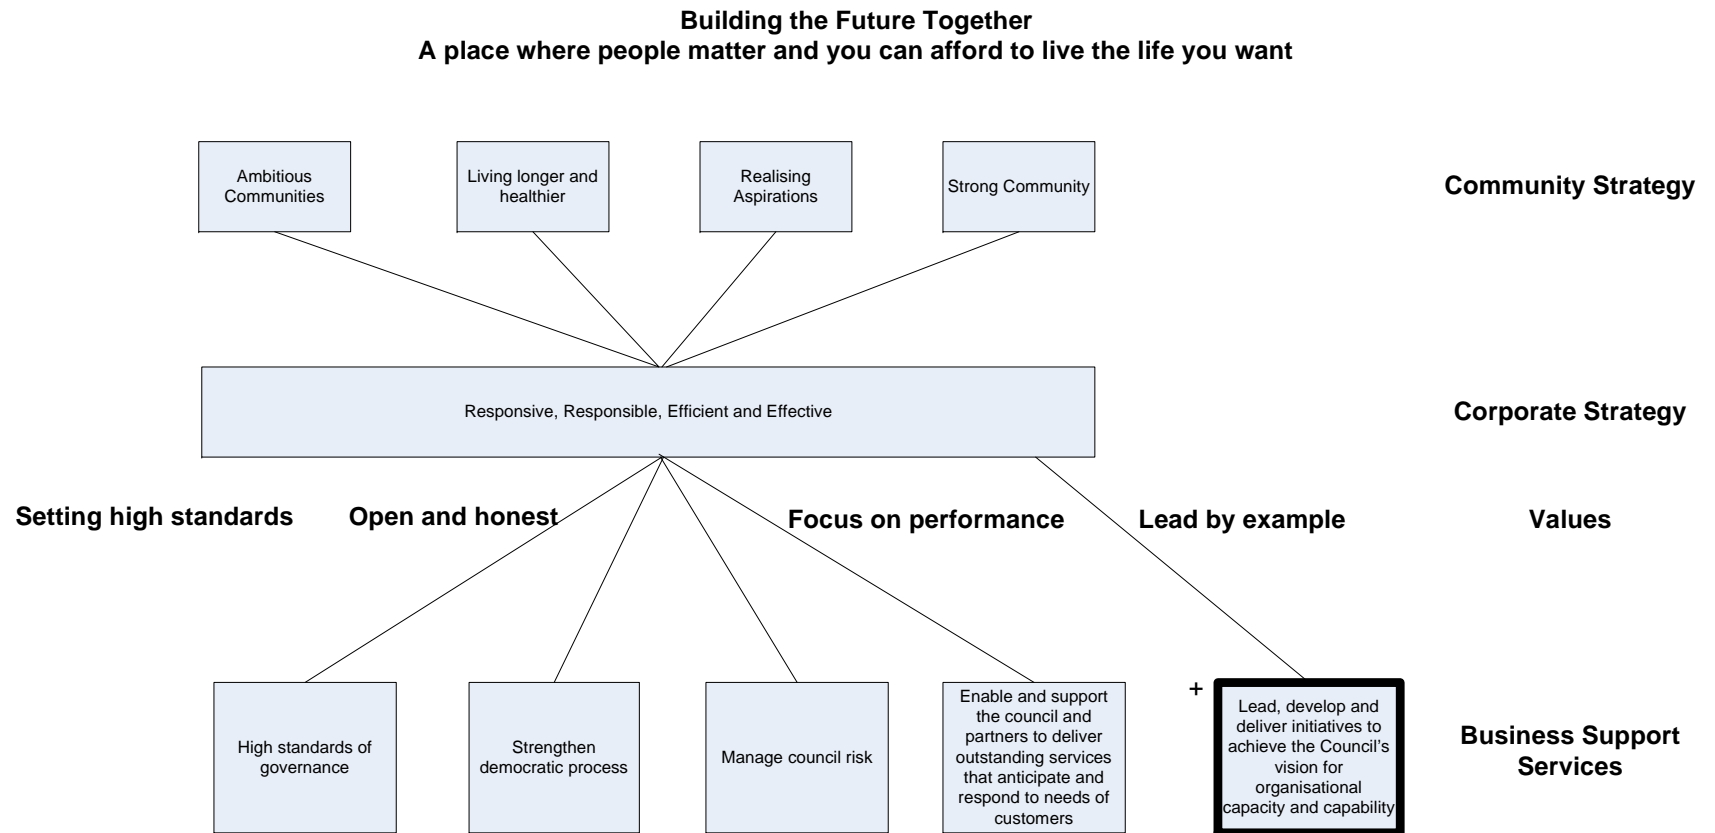 Building the Future Together
A place where people matter and you can afford to live the life you want
Ambitious
Communities
Living longer and
healthier
Realising
Aspirations
Strong Community
Community Strategy
Responsive, Responsible, Efficient and Effective
Corporate Strategy
Setting high standards
Open and honest
Focus on performance
Lead by example
Values
High standards of
governance
Strengthen
democratic process
Manage council risk
Enable and support
the council and
partners to deliver
outstanding services
that anticipate and
respond to needs of
customers
+
Lead, develop and
deliver initiatives to
achieve the Council’s
vision for
organisational
capacity and capability
Business Support
Services